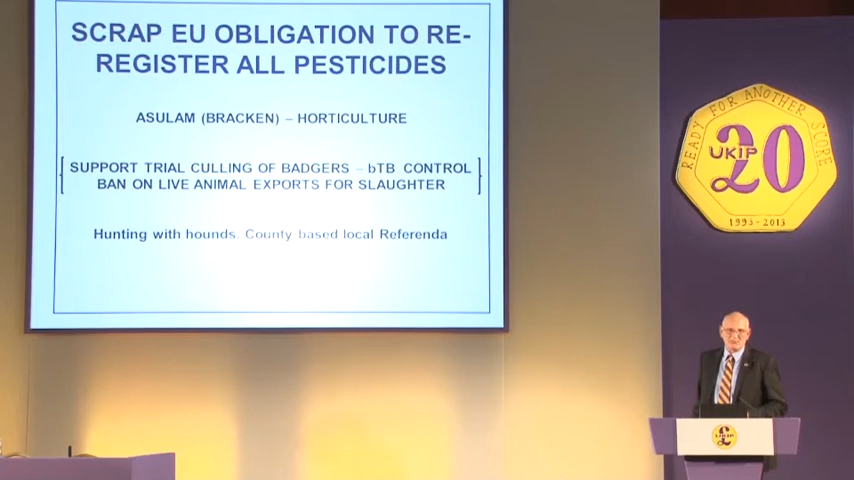 SCRAP EU OBLIGATION TO RE-
REGISTER ALL PESTICIDES
ASULAM (BRACKEN) – HORTICULTURE
SUPPORT TRIAL CULLING OF BADGERS – bTB CONTROL
BAN ON LIVE ANIMAL EXPORTS FOR SLAUGHTER
Hunting with hounds. County based local Referenda
READY FOR ANOTHER SCORE
UKIP
20
1993 - 2013
UKIP
£